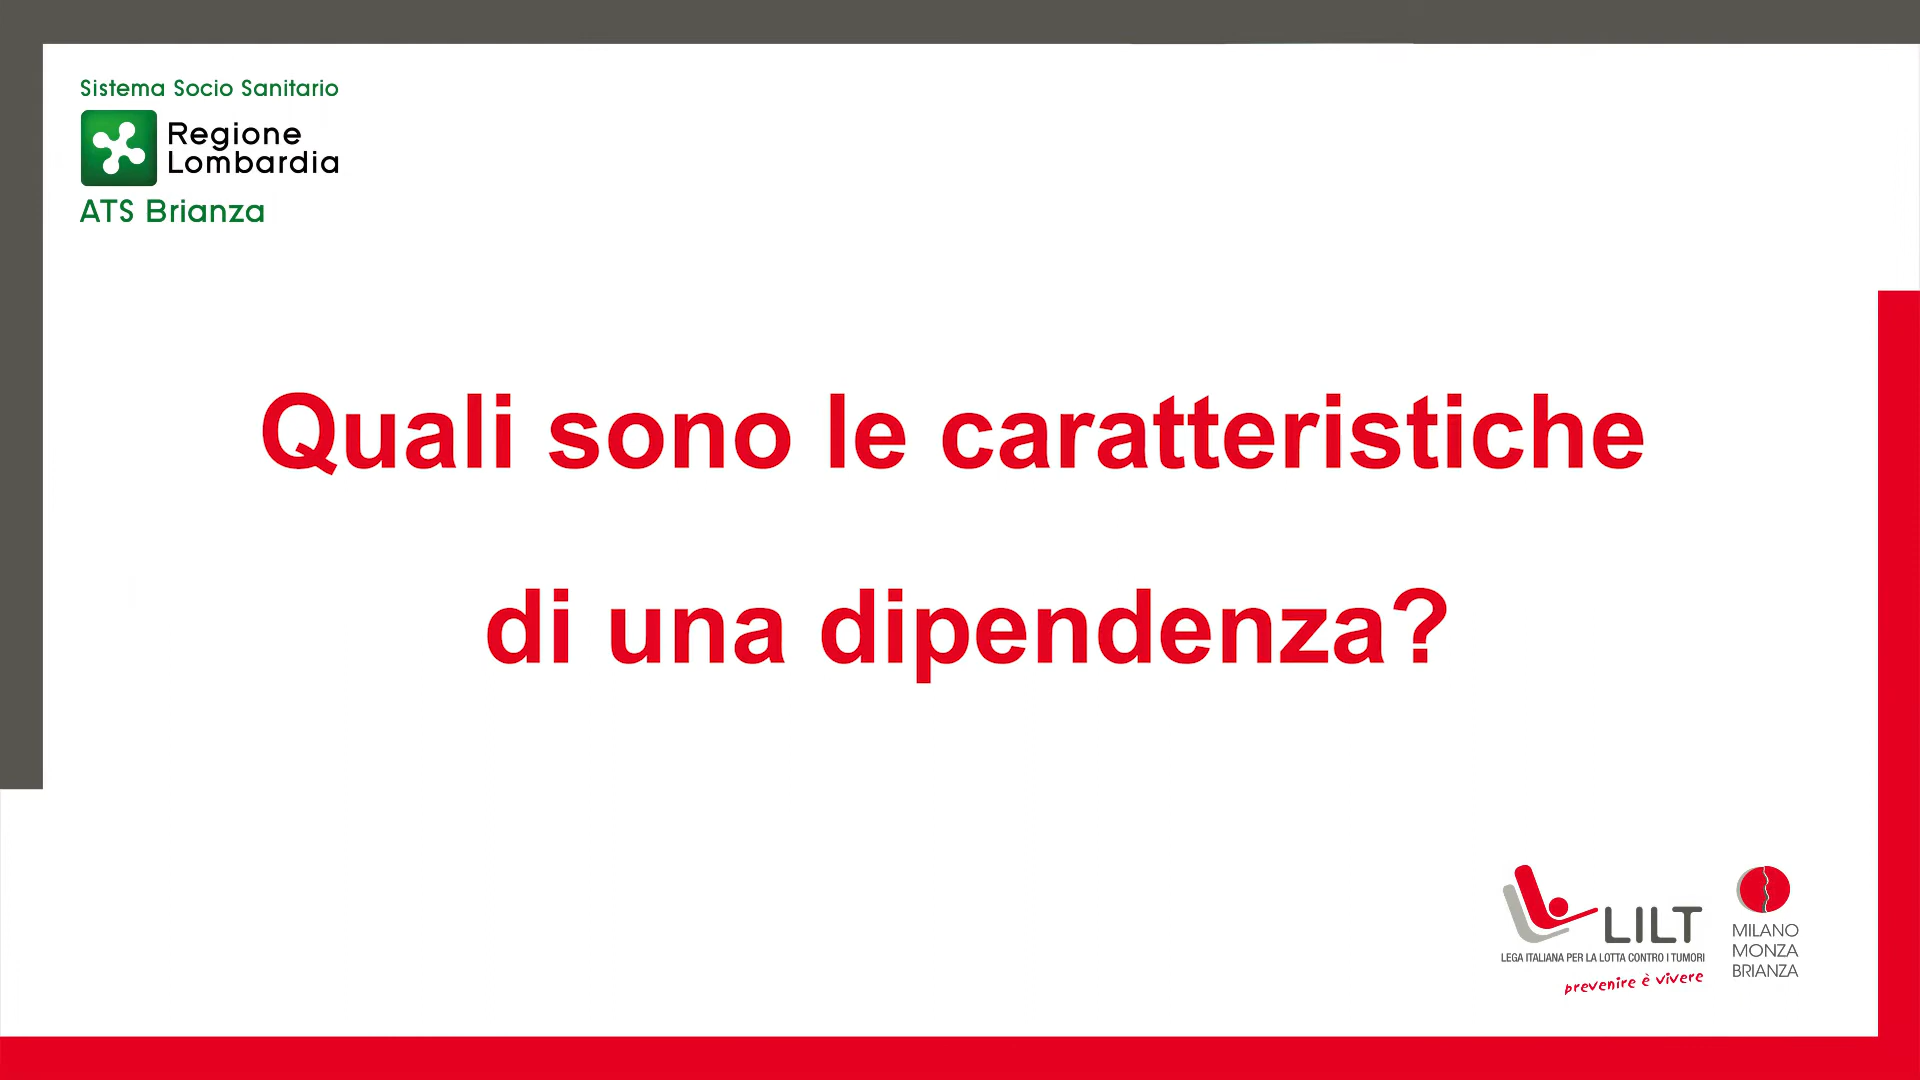 Sistema Socio Sanitario
Regione
Lombardia
ATS Brianza
Quali sono le caratteristiche
di una dipendenza?
LILT
LEGA ITALIANA PER LA LOTTA CONTRO I TUMORI
prevenire è vivere
MILANO
MONZA
BRIANZA